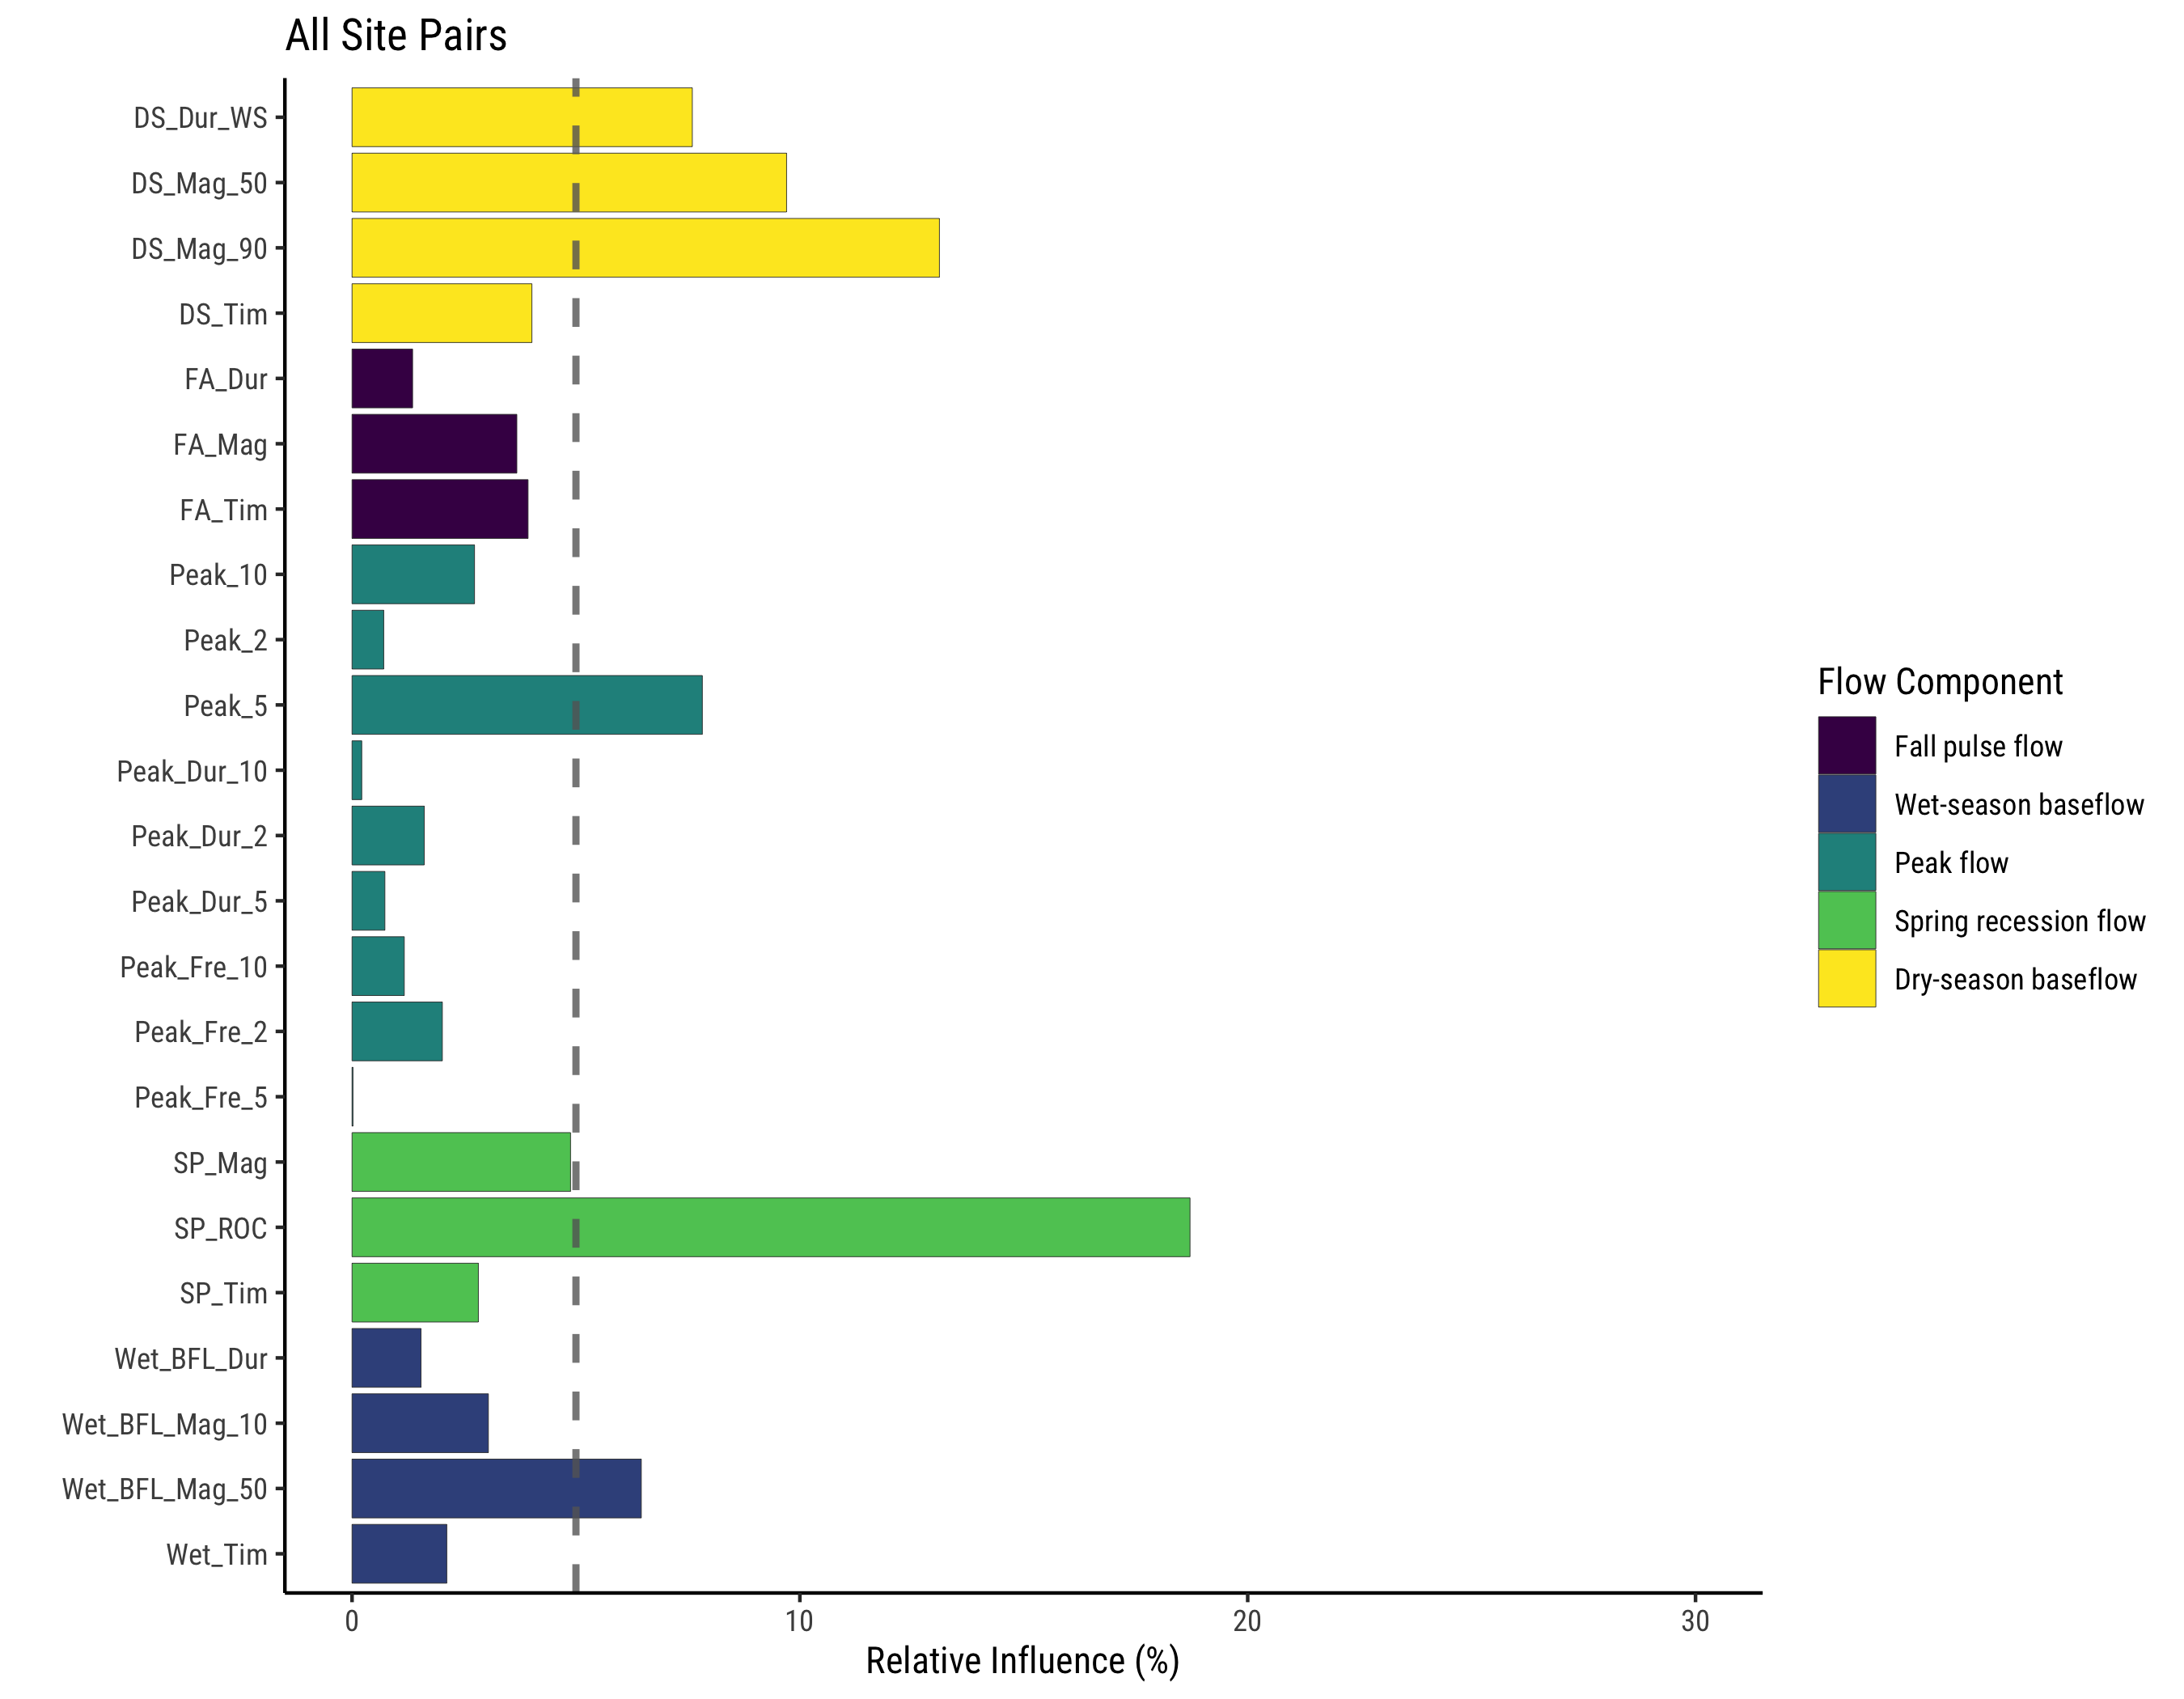 All Site Pairs
DS_Dur_WS
DS_Mag_50
DS_Mag_90
DS_Tim
FA_Dur
FA_Mag
FA_Tim
Peak_10
Peak_2
Peak_5
Peak_Dur_10
Peak_Dur_2
Peak_Dur_5
Peak_Fre_10
Peak_Fre_2
Peak_Fre_5
SP_Mag
SP_ROC
SP_Tim
Wet_BFL_Dur
Wet_BFL_Mag_10
Wet_BFL_Mag_50
Wet_Tim
0 10 20 30
Relative Influence (%)
Flow Component
Fall pulse flow
Wet-season baseflow
Peak flow
Spring recession flow
Dry-season baseflow